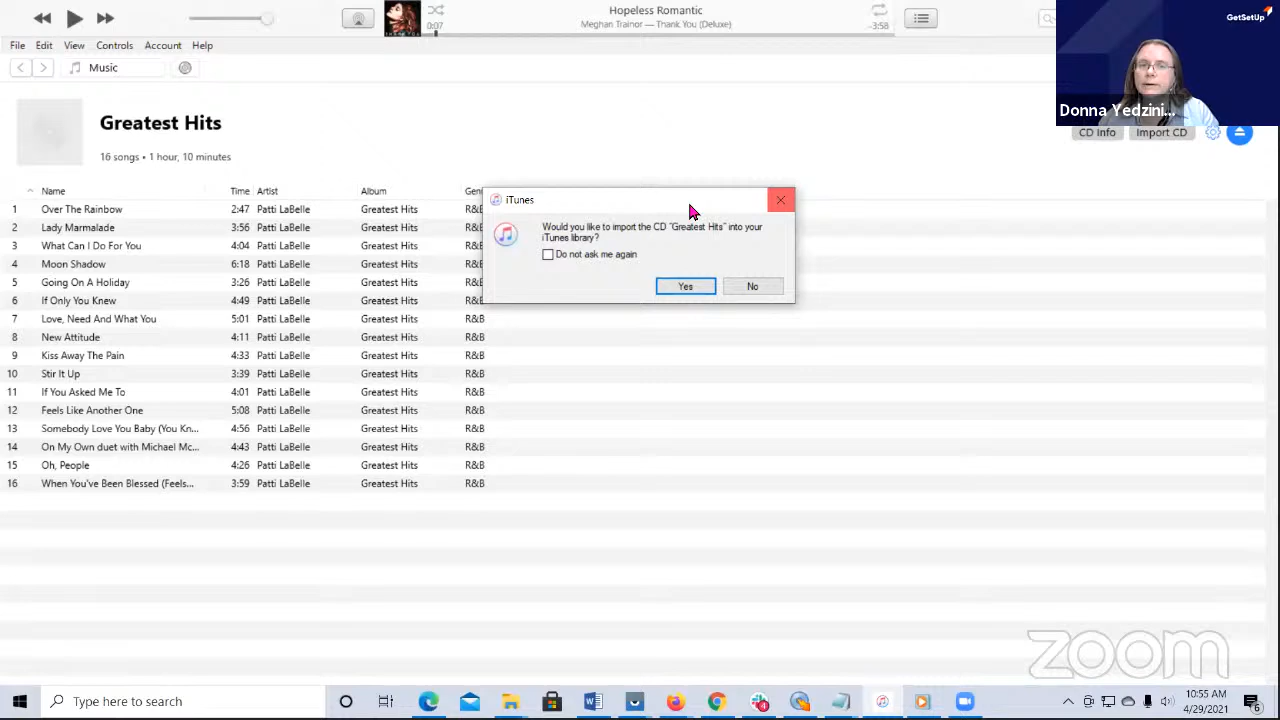 Hopeless Romantic
Meghan Trainor — Thank You (Deluxe)
0:07
-3:58
GetSetUp
File Edit View Controls Account Help
Music
Donna Yedzini...
Greatest Hits
16 songs • 1 hour, 10 minutes
CD Info Import CD
Name Time Artist Album
1 Over The Rainbow 2:47 Patti LaBelle Greatest Hits
2 Lady Marmalade 3:56 Patti LaBelle Greatest Hits
3 What Can I Do For You 4:04 Patti LaBelle Greatest Hits
4 Moon Shadow 6:18 Patti LaBelle Greatest Hits
5 Going On A Holiday 3:26 Patti LaBelle Greatest Hits
6 If Only You Knew 4:49 Patti LaBelle Greatest Hits R&B
7 Love, Need And What You 5:01 Patti LaBelle Greatest Hits R&B
8 New Attitude 4:11 Patti LaBelle Greatest Hits R&B
9 Kiss Away The Pain 4:33 Patti LaBelle Greatest Hits R&B
10 Stir It Up 3:39 Patti LaBelle Greatest Hits R&B
11 If You Asked Me To 4:01 Patti LaBelle Greatest Hits R&B
12 Feels Like Another One 5:08 Patti LaBelle Greatest Hits R&B
13 Somebody Love You Baby (You Kn... 4:56 Patti LaBelle Greatest Hits R&B
14 On My Own duet with Michael Mc... 4:43 Patti LaBelle Greatest Hits R&B
15 Oh, People 4:26 Patti LaBelle Greatest Hits R&B
16 When You've Been Blessed (Feels... 3:59 Patti LaBelle Greatest Hits R&B
iTunes
Would you like to import the CD "Greatest Hits" into your
iTunes library?
Do not ask me again
Yes No
zoom
Type here to search
10:55 AM
4/29/2021